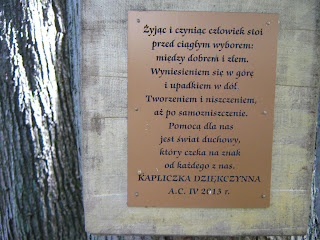 Żyjąc i czyniąc człowiek stoi
przed ciągłym wyborem:
między dobrem i złem.
Wyniesieniem się w górę
i upadkiem w dół.
Tworzeniem i niszczeniem,
aż po samozniszczenie.
Pomocą dla nas
jest świat duchowy,
który czeka na znak
od każdego z nas.
KAPLICZKA DZIĘKCZYNNA
A.C. IV 2013 r.